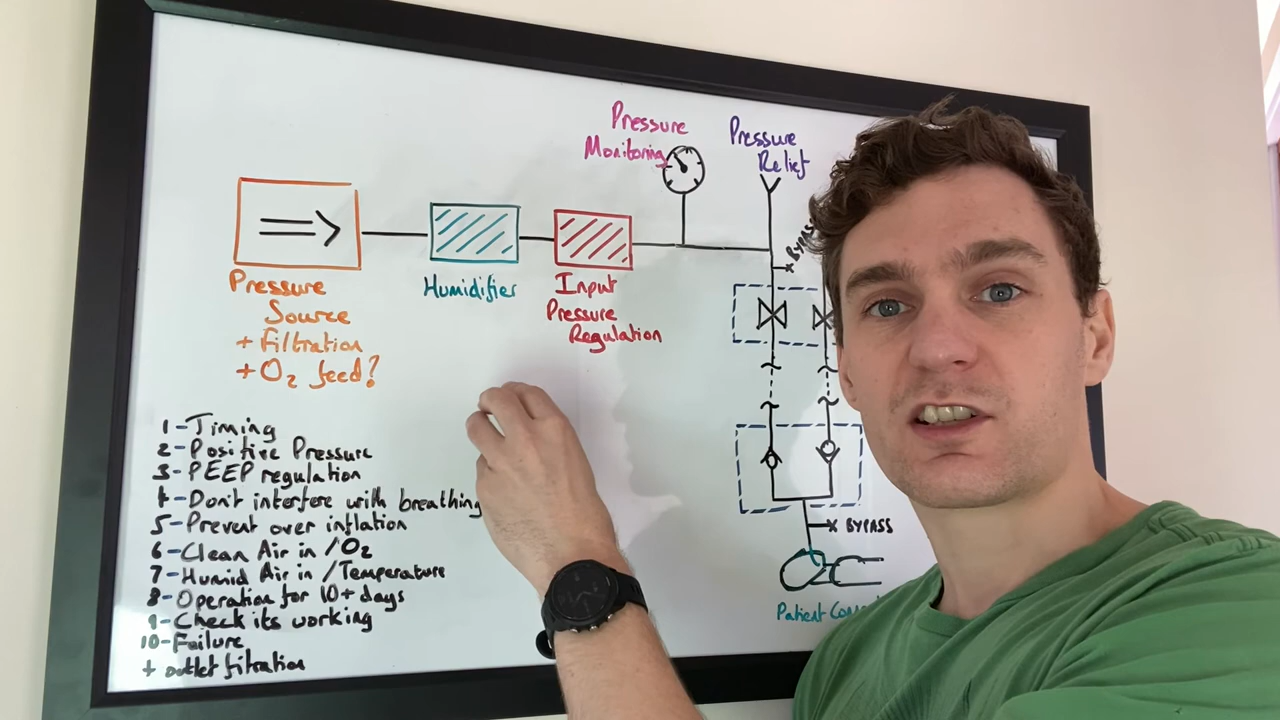 Pressure
Monitoring
Pressure
Relief
BYPASS
Pressure
Source
+ Filtration
+ O2 feed?
Humidifier
Input
Pressure
Regulation
1-Timing
2-Positive Pressure
3-PEEP regulation
4-Don't interfere with breathing
5-Prevent over inflation
6-Clean Air in /O2
7-Humid Air in /Temperature
8-Operation for 10+ days
9-Check its working
10-Failure
+ outlet filtration
BYPASS
Patient